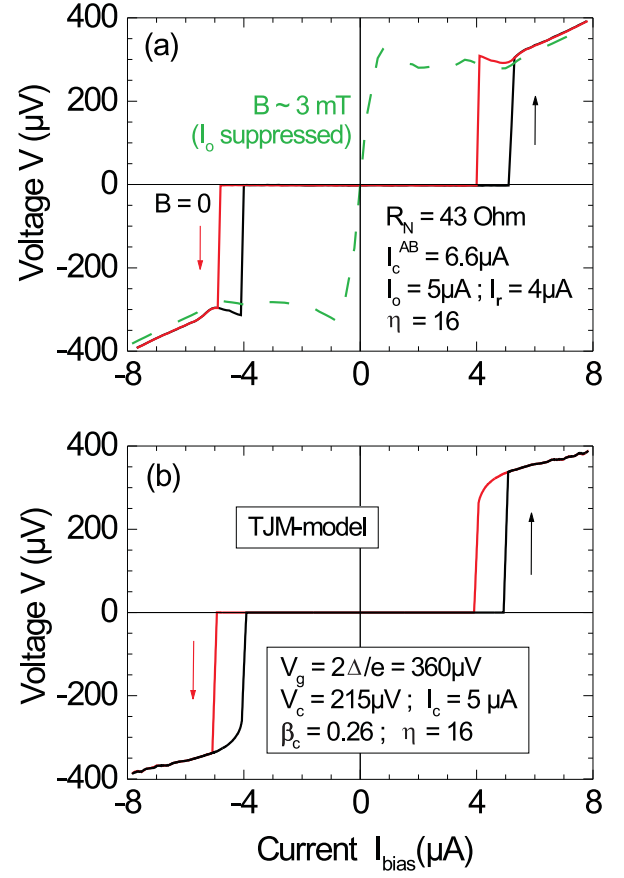 400
(a)
200
B ~ 3 mT
(I_o suppressed)
Voltage V (µV)
0
B = 0
R_N = 43 Ohm
I_c^AB = 6.6µA
-200
I_o = 5µA ; I_r = 4µA
η = 16
-400
-8 -4 0 4 8
400
(b)
200
TJM-model
Voltage V (µV)
0
V_g = 2Δ/e = 360µV
-200
V_c = 215µV ; I_c = 5 µA
β_c = 0.26 ; η = 16
-400
-8 -4 0 4 8
Current I_bias(µA)